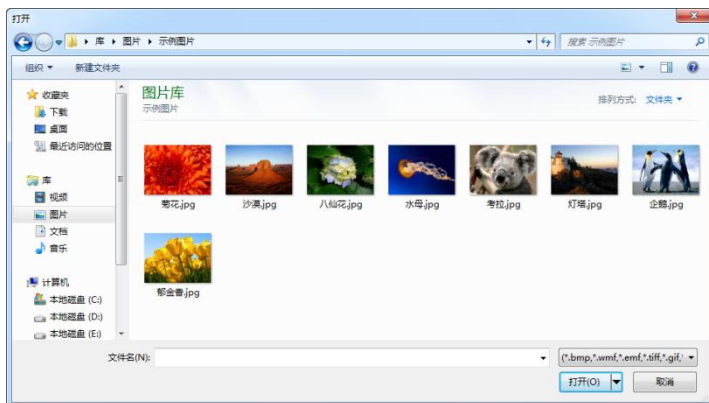 打开
库 图片 示例图片
搜索 示例图片
组织 新建文件夹
收藏夹
下载
桌面
最近访问的位置
库
视频
图片
文档
音乐
计算机
本地磁盘 (C:)
本地磁盘 (D:)
本地磁盘 (E:)
图片库
示例图片
排列方式: 文件夹
菊花.jpg 沙漠.jpg 八仙花.jpg 水母.jpg 考拉.jpg 灯塔.jpg 企鹅.jpg
郁金香.jpg
文件名(N): (*.bmp,*.wmf,*.emf,*.tiff,*.gif,*
打开(O) 取消